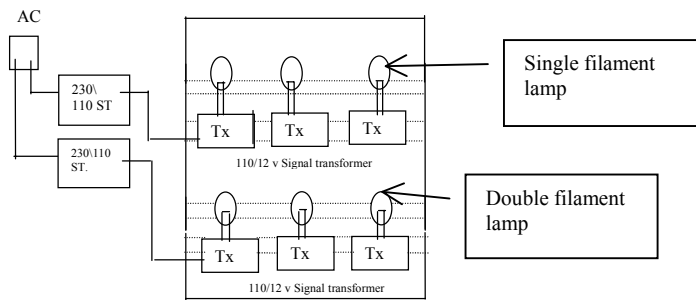 AC
230\
110 ST
230\110
ST.
Tx Tx Tx
110/12 v Signal transformer
Tx Tx Tx
110/12 v Signal transformer
Single filament
lamp
Double filament
lamp